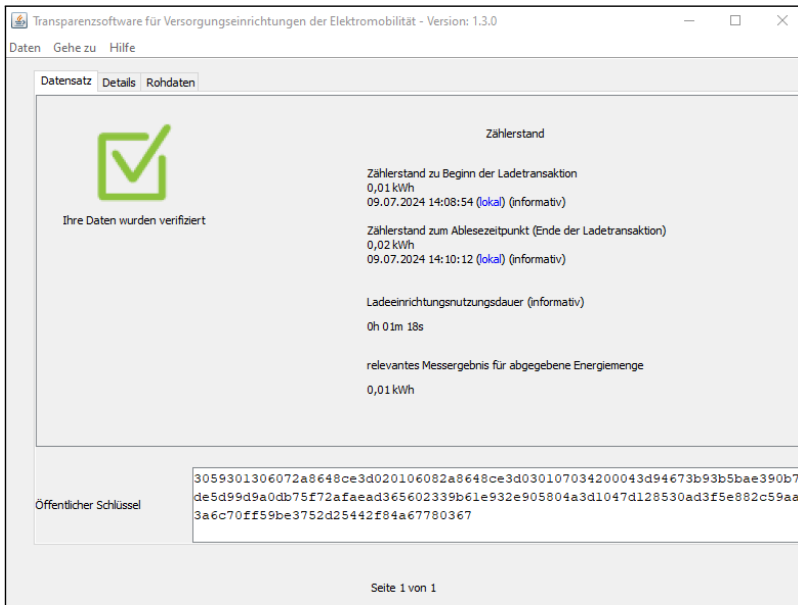 Transparenzsoftware für Versorgungseinrichtungen der Elektromobilität - Version: 1.3.0
Daten Gehe zu Hilfe
Datensatz Details Rohdaten
Ihre Daten wurden verifiziert
Zählerstand
Zählerstand zu Beginn der Ladetransaktion
0,01 kWh
09.07.2024 14:08:54 (lokal) (informativ)
Zählerstand zum Ablesezeitpunkt (Ende der Ladetransaktion)
0,02 kWh
09.07.2024 14:10:12 (lokal) (informativ)
Ladeeinrichtungsnutzungsdauer (informativ)
0h 01m 18s
relevantes Messergebnis für abgegebene Energiemenge
0,01 kWh
Öffentlicher Schlüssel
3059301306072a8648ce3d020106082a8648ce3d030107034200043d94673b93b5bae390b7
de5d99d9a0db75f72afaead365602339b61e932e905804a3d1047d128530ad3f5e882c59aa
3a6c70ff59be3752d25442f84a67780367
Seite 1 von 1